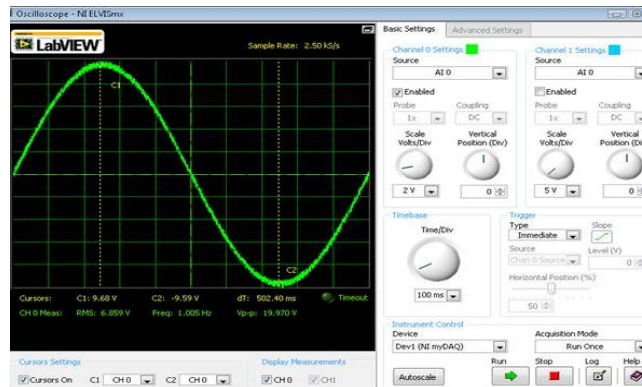 Oscilloscope - NI ELVISmx
LabVIEW
Sample Rate: 2.50 kS/s
C1
C2
Cursors: C1: 9.68 V C2: -9.59 V dT: 502.40 ms Timeout
CH 0 Meas: RMS: 6.859 V Freq: 1.005 Hz Vp-p: 19.970 V
Cursors Settings
Cursors On C1 CH 0 C2 CH 0
Display Measurements
CH 0 CH 1
Basic Settings Advanced Settings
Channel 0 Settings
Source
AI 0
Enabled
Probe Coupling
1x DC
Scale Vertical
Volts/Div Position (Div)
2 V 0
Channel 1 Settings
Source
AI 0
Enabled
Probe Coupling
1x DC
Scale Vertical
Volts/Div Position (Div)
5 V 0
Timebase
Time/Div
100 ms
Trigger
Type Slope
Immediate
Source Level (V)
Chan 0 Source 0
Horizontal Position (%)
50
Instrument Control
Device Acquisition Mode
Dev1 (NI myDAQ) Run Once
Run Stop Log Help
Autoscale